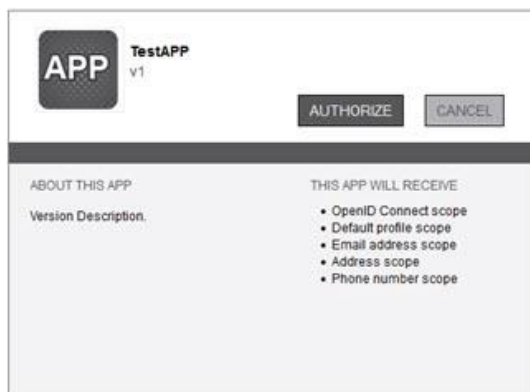 APP
TestAPP
v1
AUTHORIZE
CANCEL
ABOUT THIS APP
Version Description.
THIS APP WILL RECEIVE
• OpenID Connect scope
• Default profile scope
• Email address scope
• Address scope
• Phone number scope